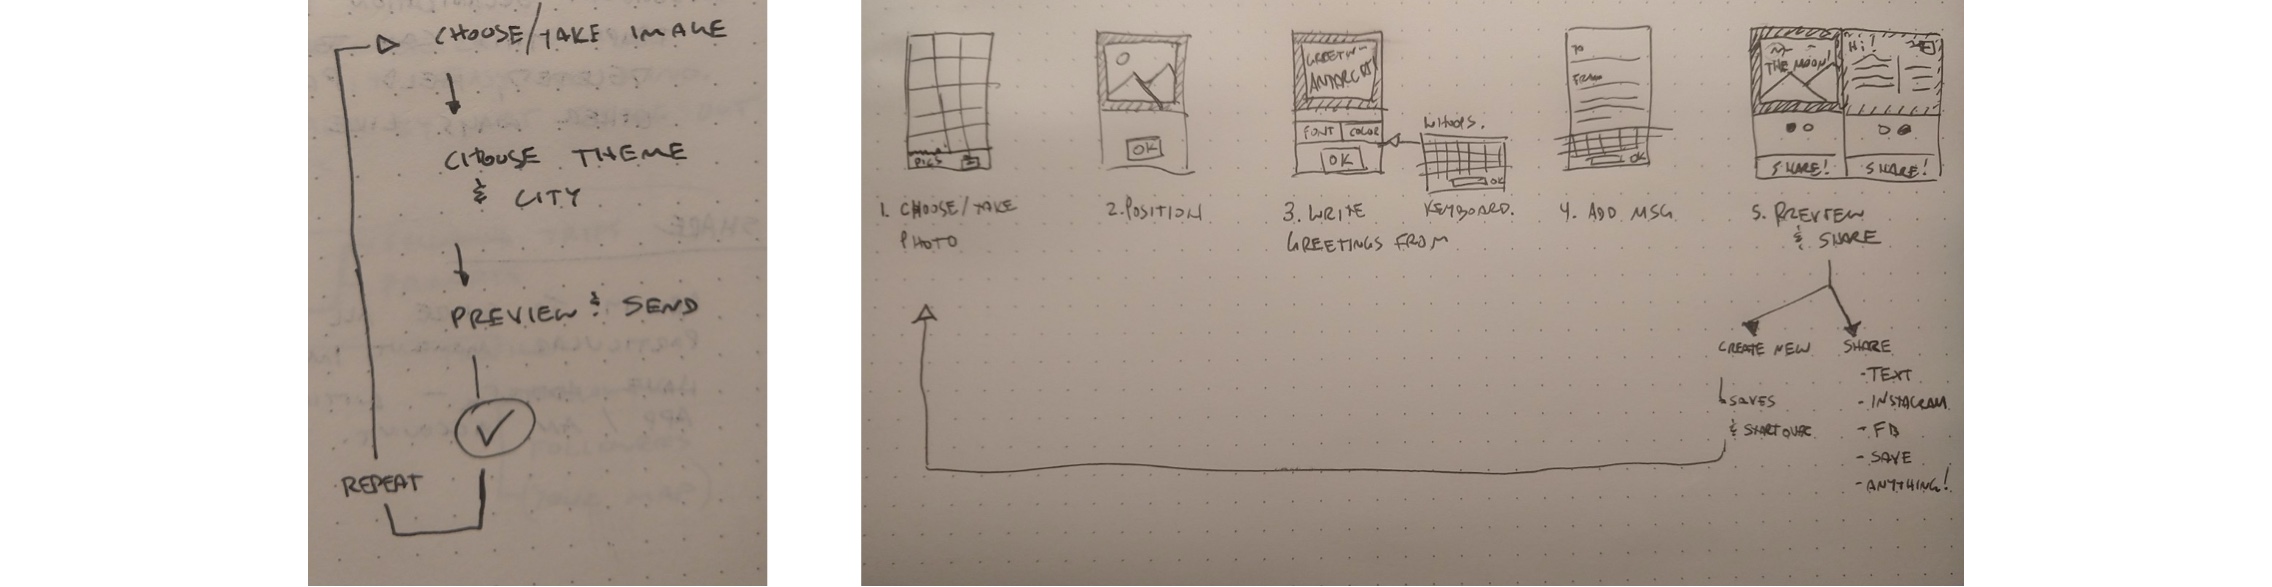 CHOOSE/TAKE IMAGE
CHOOSE THEME
& CITY
PREVIEW & SEND
REPEAT
PICS
OK
GREETIN-
ANARCTI
FONT
COLOR
OK
WHOOPS.
OK
TO
FROM
OK
THE MOON!
Hi!
SHARE!
SHARE!
1. CHOOSE/TAKE
PHOTO
2. POSITION
3. WRITE
GREETINGS FROM
KEYBOARD.
4. ADD MSG
5. PREVIEW
& SHARE
CREATE NEW
SAVES
& START OVER
SHARE
- TEXT
- INSTAGRAM
- FB
- SAVE
- ANYTHING!